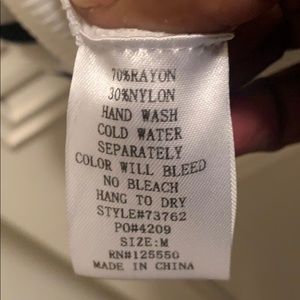 70%RAYON
30%NYLON
HAND WASH
COLD WATER
SEPARATELY
COLOR WILL BLEED
NO BLEACH
HANG TO DRY
STYLE#73762
PO#4209
SIZE:M
RN#125550
MADE IN CHINA